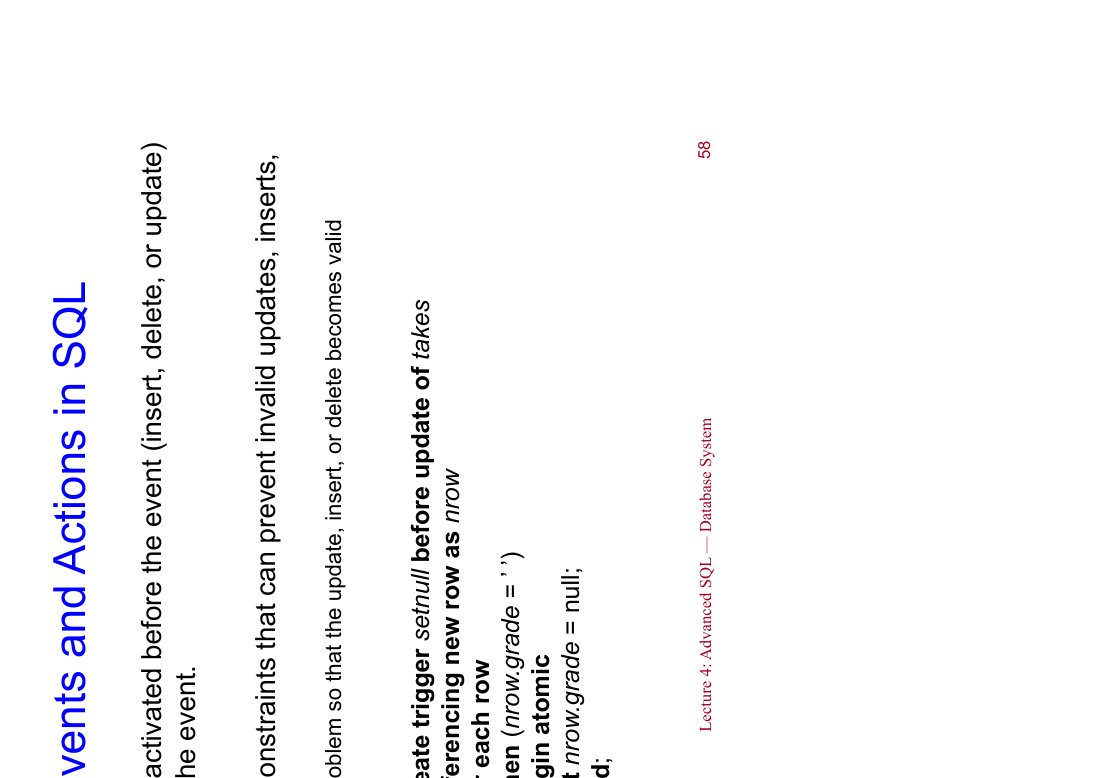 vents and Actions in SQL
activated before the event (insert, delete, or update)
he event.
onstraints that can prevent invalid updates, inserts,
oblem so that the update, insert, or delete becomes valid
eate trigger setnull before update of takes
ferencing new row as nrow
r each row
hen (nrow.grade = ’ ’)
gin atomic
t nrow.grade = null;
d;
Lecture 4: Advanced SQL — Database System
58